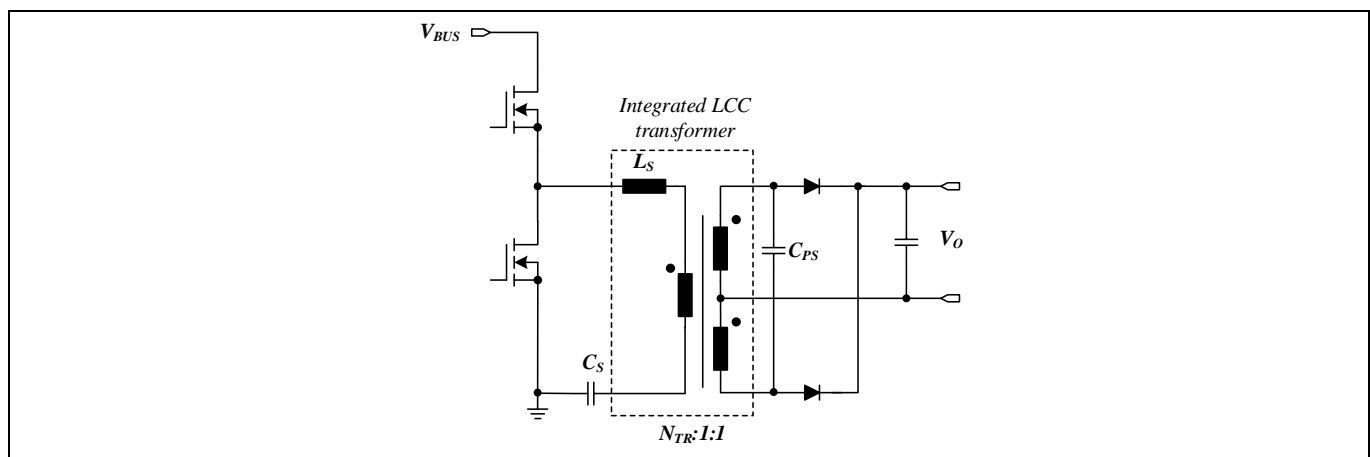 V_BUS
Integrated LCC
transformer
L_S
C_PS
V_O
C_S
N_TR:1:1